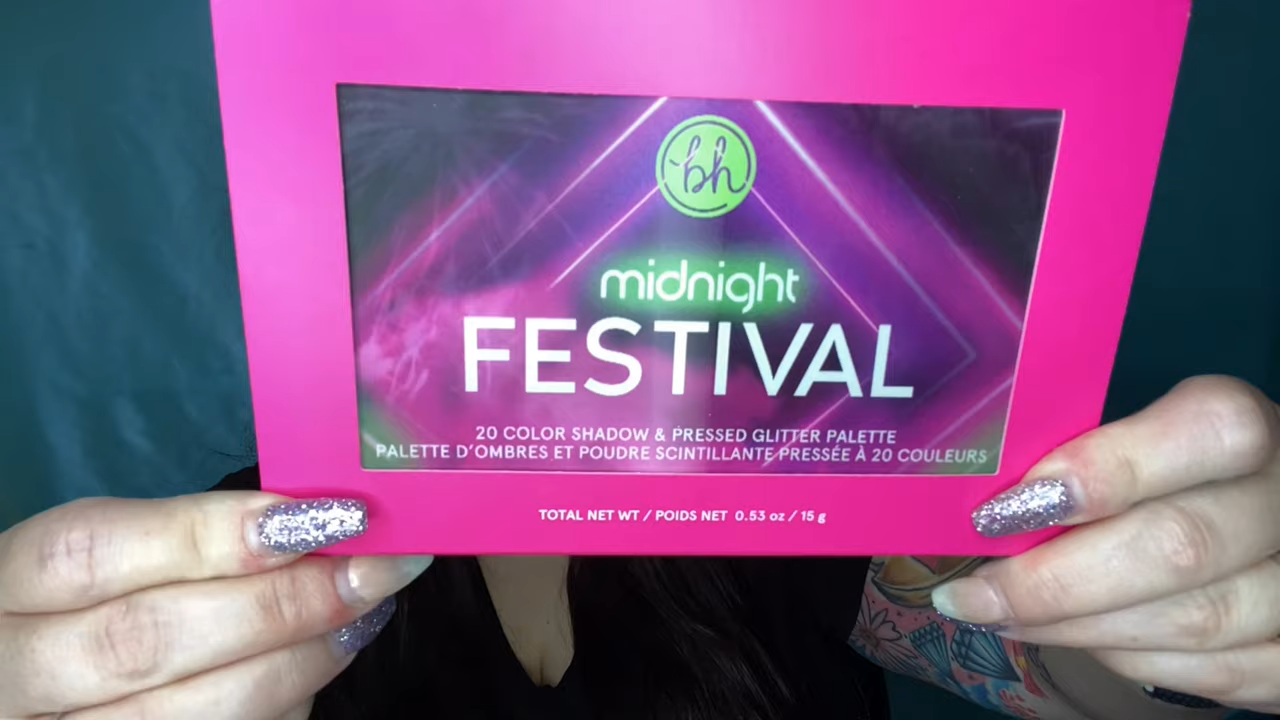 bh
midnight
FESTIVAL
20 COLOR SHADOW & PRESSED GLITTER PALETTE
PALETTE D'OMBRES ET POUDRE SCINTILLANTE PRESSÉE À 20 COULEURS
TOTAL NET WT / POIDS NET 0.53 oz / 15 g